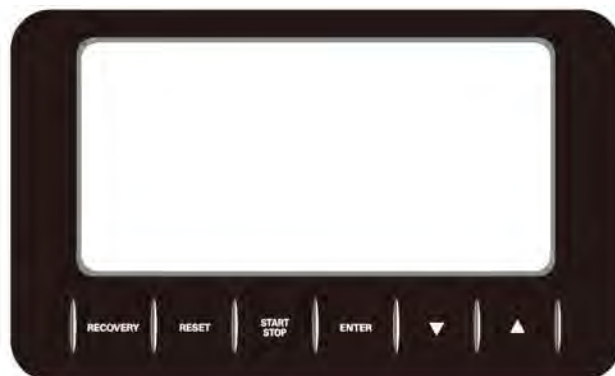 RECOVERY
RESET
START
STOP
ENTER
▼
▲